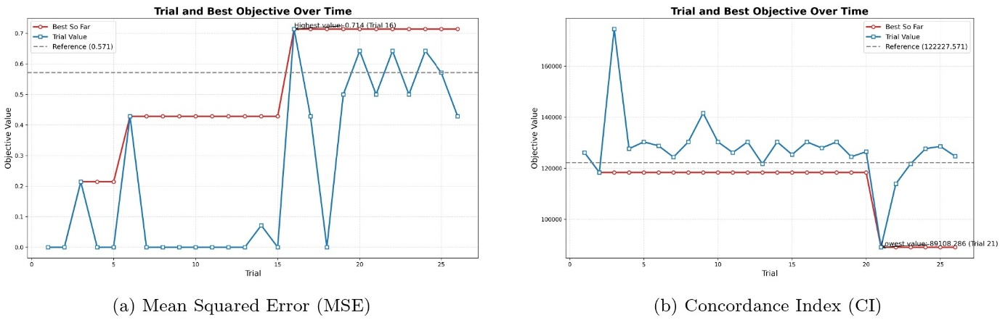 Trial and Best Objective Over Time
Best So Far
Trial Value
Reference (0.571)
Highest value: 0.714 (Trial 16)
Objective Value
0.7
0.6
0.5
0.4
0.3
0.2
0.1
0.0
0 5 10 15 20 25
Trial
(a) Mean Squared Error (MSE)
Trial and Best Objective Over Time
Best So Far
Trial Value
Reference (122227.571)
Objective Value
160000
140000
120000
100000
Lowest value: 89108.286 (Trial 21)
0 5 10 15 20 25
Trial
(b) Concordance Index (CI)